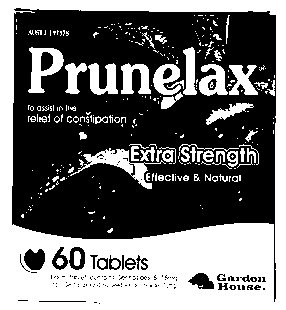 Prunelax
To assist in the
relief of constipation
Extra Strength
Effective & Natural
60 Tablets
Garden
House.